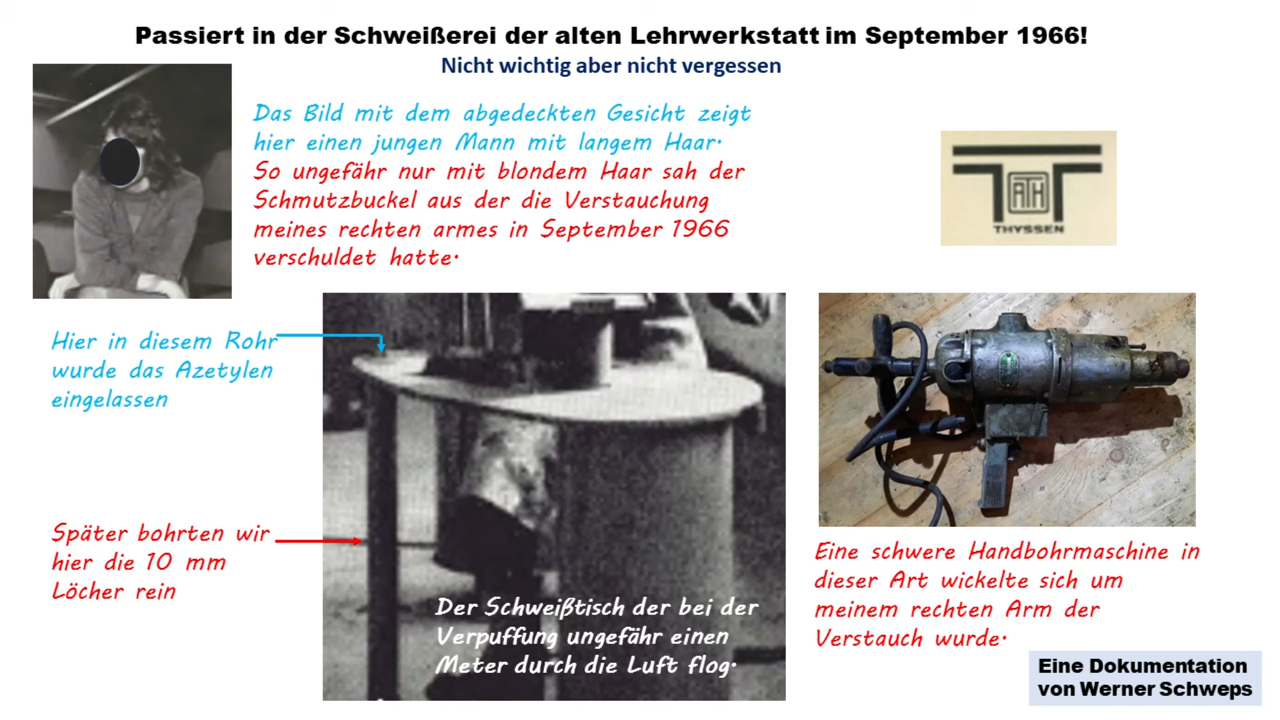 Passiert in der Schweißerei der alten Lehrwerkstatt im September 1966!
Nicht wichtig aber nicht vergessen
Das Bild mit dem abgedeckten Gesicht zeigt
hier einen jungen Mann mit langem Haar.
So ungefähr nur mit blondem Haar sah der
Schmutzbuckel aus der die Verstauchung
meines rechten armes in September 1966
verschuldet hatte.
ATH
THYSSEN
Hier in diesem Rohr
wurde das Azetylen
eingelassen
Später bohrten wir
hier die 10 mm
Löcher rein
Der Schweißtisch der bei der
Verpuffung ungefähr einen
Meter durch die Luft flog.
Eine schwere Handbohrmaschine in
dieser Art wickelte sich um
meinem rechten Arm der
Verstauch wurde.
Eine Dokumentation
von Werner Schweps